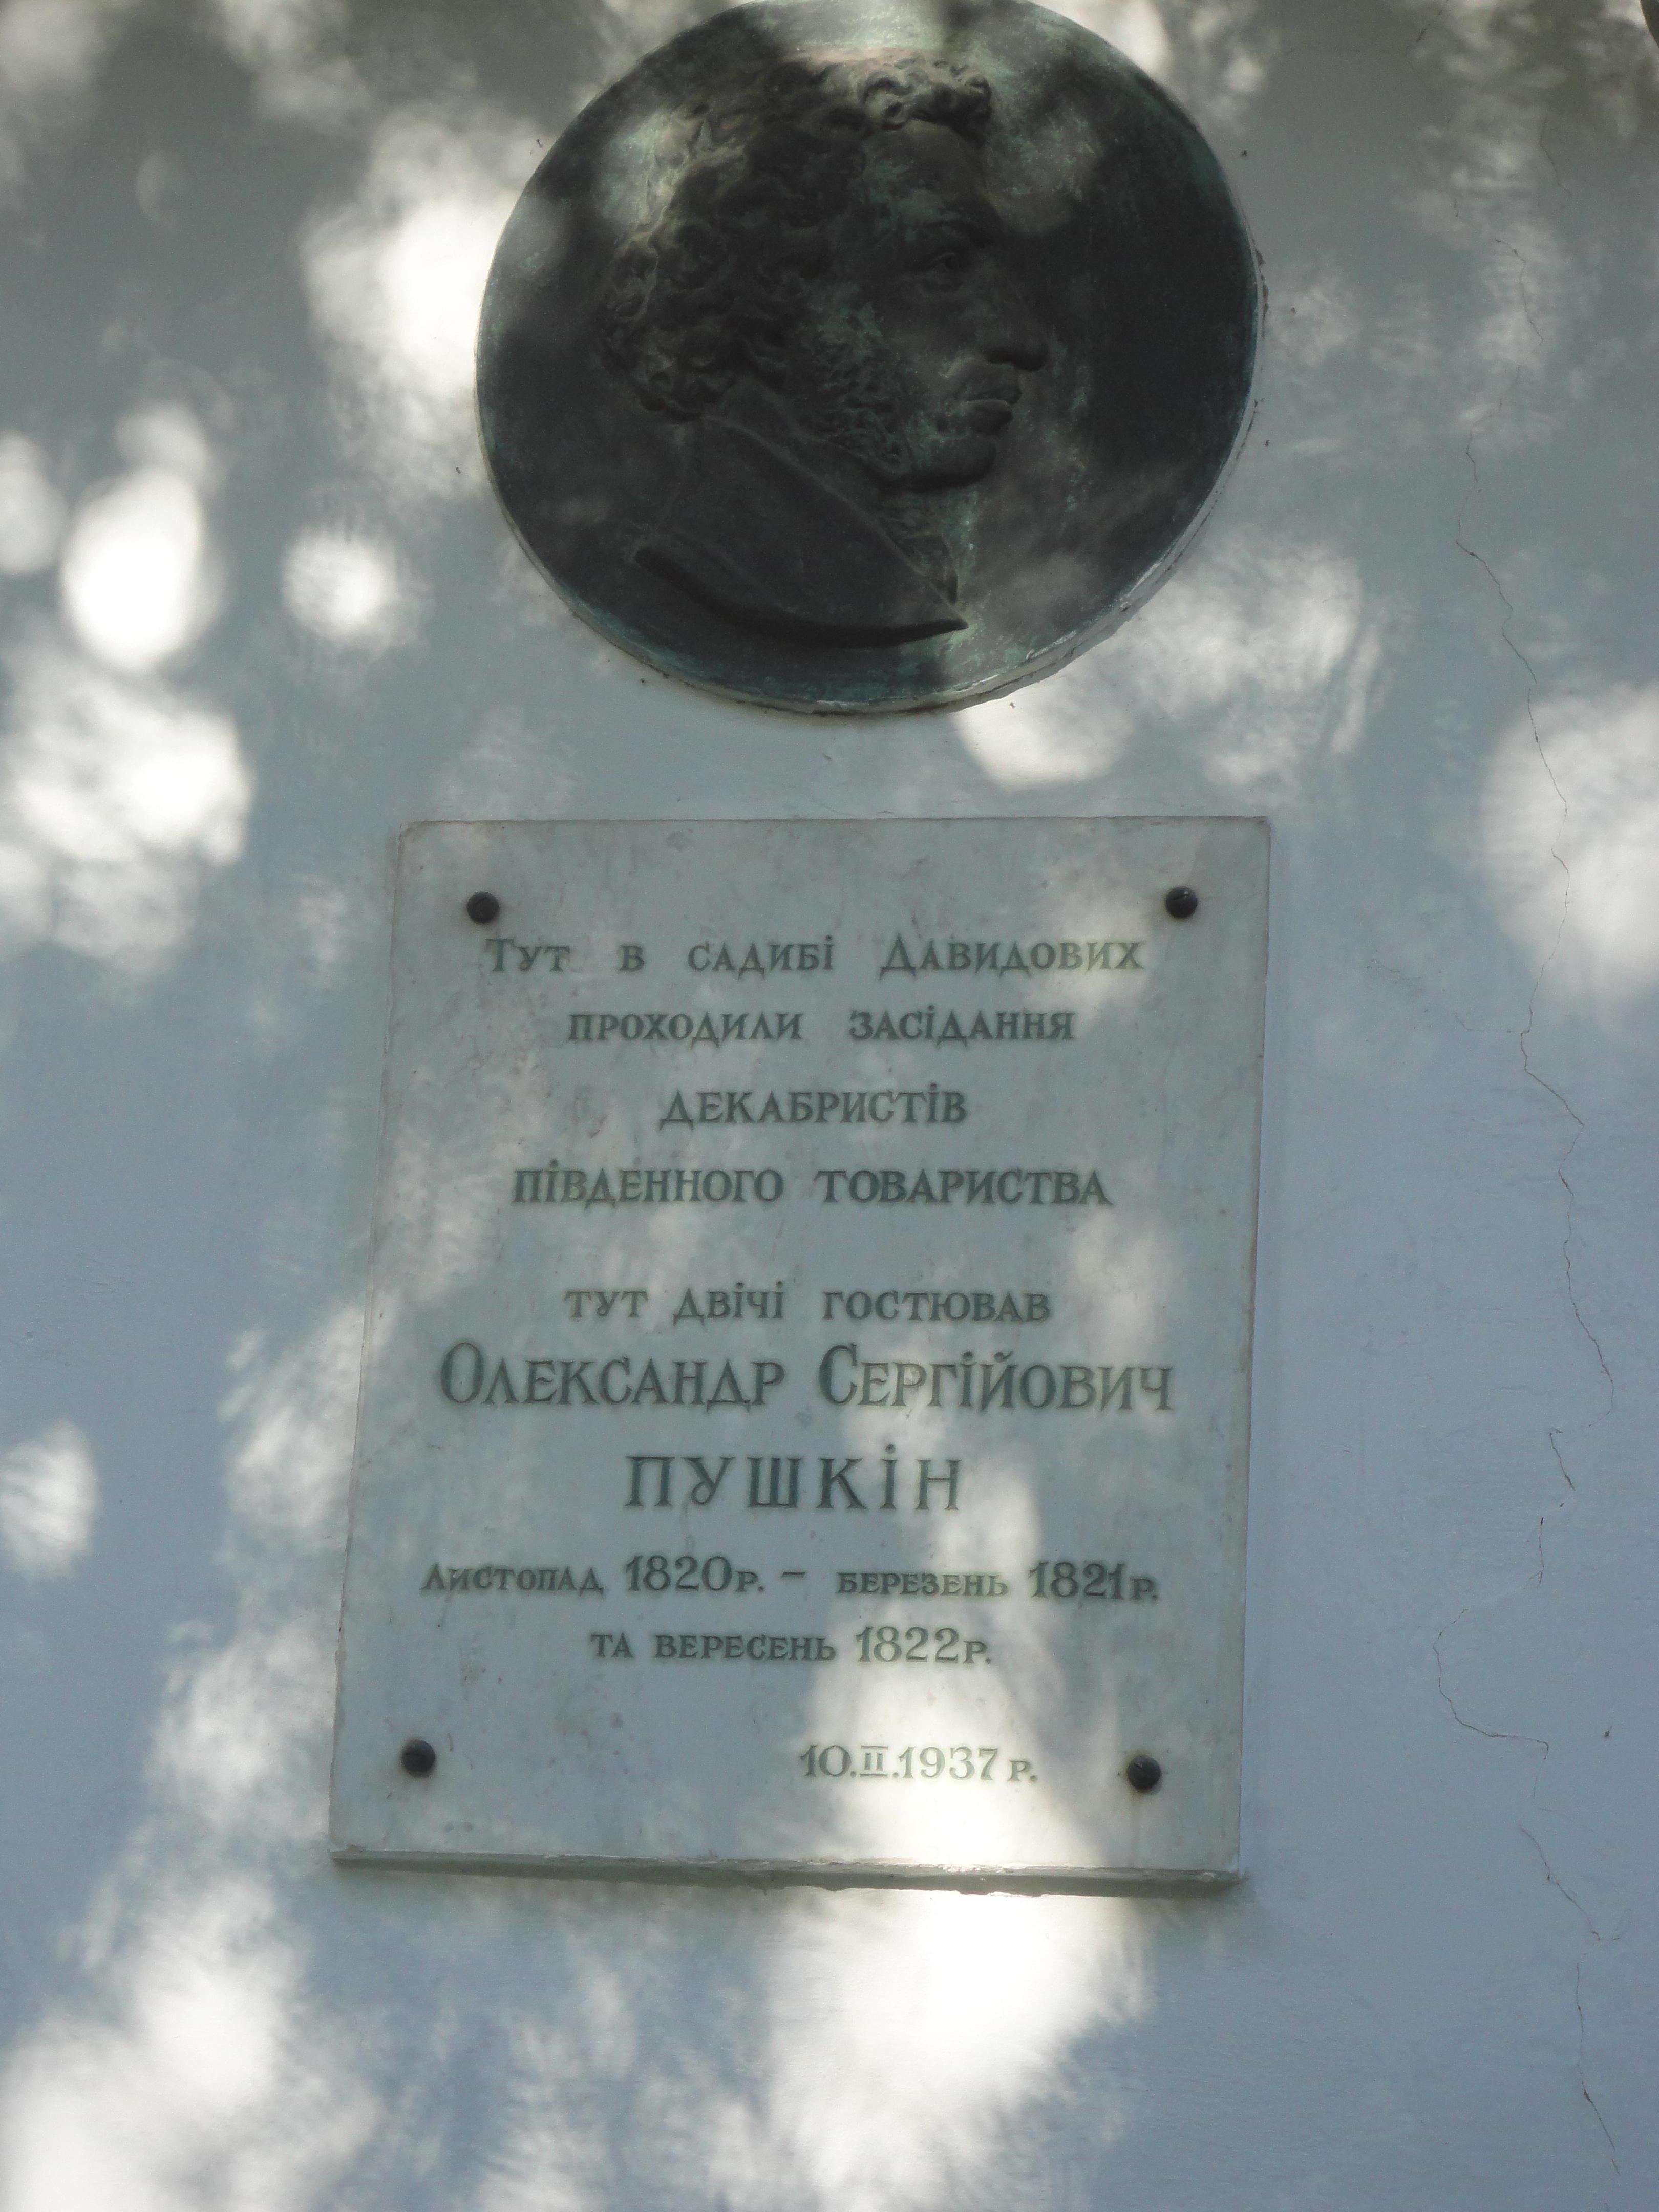 Тут в садибі Давидових
проходили засідання
декабристів
південного товариства
тут двічі гостював
Олександр Сергійович
Пушкін
листопад 1820р. – березень 1821р.
та вересень 1822р.
10.II.1937 р.